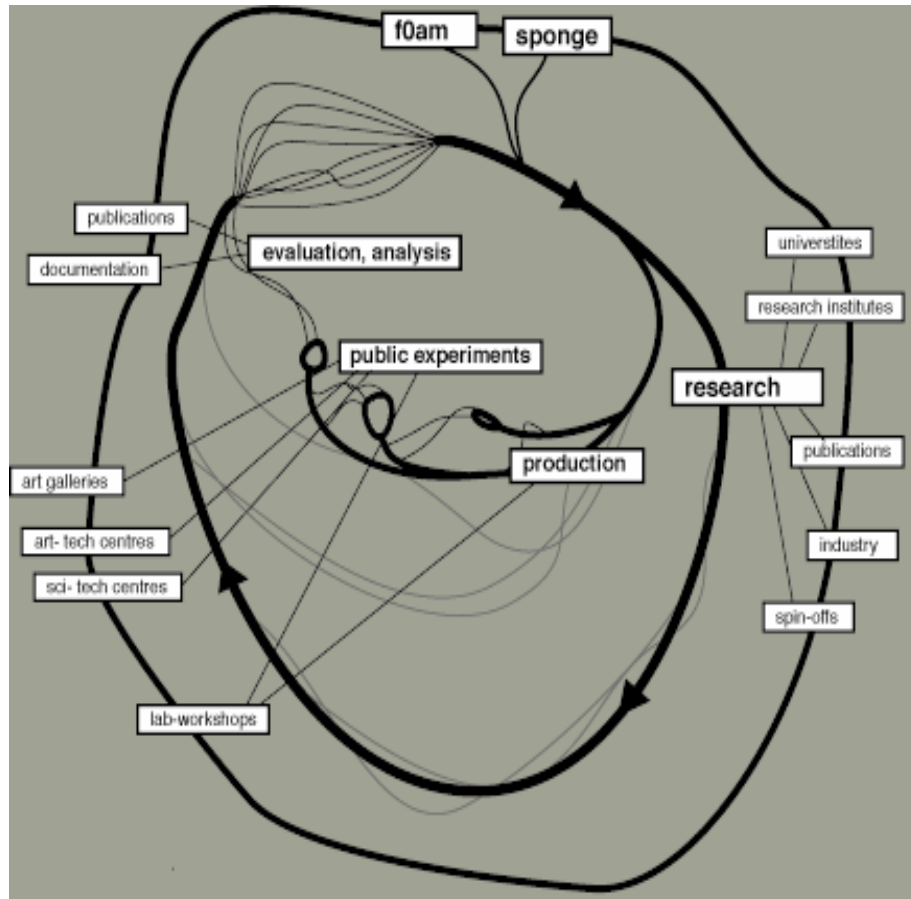 f0am
sponge
publications
universtites
evaluation, analysis
documentation
research institutes
public experiments
research
publications
production
art galleries
art- tech centres
industry
sci- tech centres
spin-offs
lab-workshops